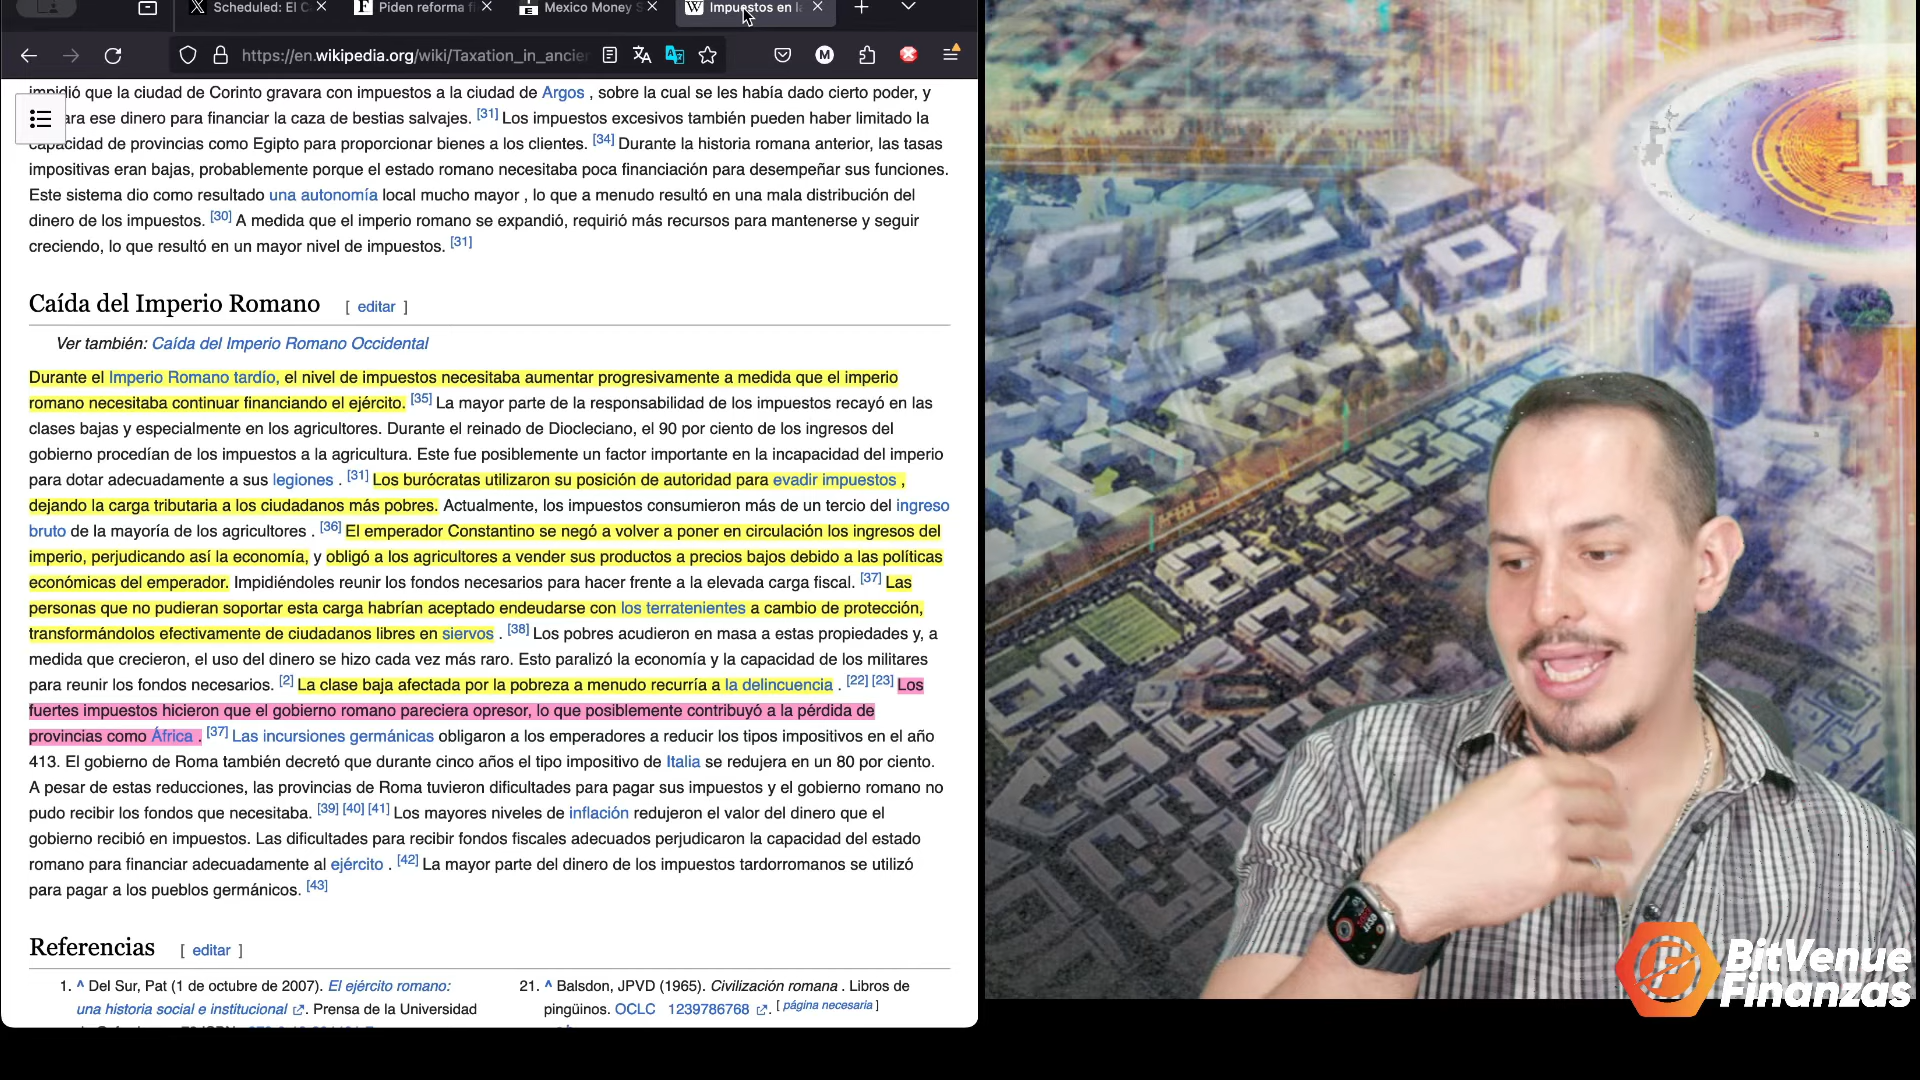 Scheduled: El C
Piden reforma fi
Mexico Money S
Impuestos en la
https://en.wikipedia.org/wiki/Taxation_in_ancien
impidió que la ciudad de Corinto gravara con impuestos a la ciudad de Argos , sobre la cual se les había dado cierto poder, y
ara ese dinero para financiar la caza de bestias salvajes. [31] Los impuestos excesivos también pueden haber limitado la
capacidad de provincias como Egipto para proporcionar bienes a los clientes. [34] Durante la historia romana anterior, las tasas
impositivas eran bajas, probablemente porque el estado romano necesitaba poca financiación para desempeñar sus funciones.
Este sistema dio como resultado una autonomía local mucho mayor , lo que a menudo resultó en una mala distribución del
dinero de los impuestos. [30] A medida que el imperio romano se expandió, requirió más recursos para mantenerse y seguir
creciendo, lo que resultó en un mayor nivel de impuestos. [31]
Caída del Imperio Romano [ editar ]
Ver también: Caída del Imperio Romano Occidental
Durante el Imperio Romano tardío, el nivel de impuestos necesitaba aumentar progresivamente a medida que el imperio
romano necesitaba continuar financiando el ejército. [35] La mayor parte de la responsabilidad de los impuestos recayó en las
clases bajas y especialmente en los agricultores. Durante el reinado de Diocleciano, el 90 por ciento de los ingresos del
gobierno procedían de los impuestos a la agricultura. Este fue posiblemente un factor importante en la incapacidad del imperio
para dotar adecuadamente a sus legiones . [31] Los burócratas utilizaron su posición de autoridad para evadir impuestos ,
dejando la carga tributaria a los ciudadanos más pobres. Actualmente, los impuestos consumieron más de un tercio del ingreso
bruto de la mayoría de los agricultores . [36] El emperador Constantino se negó a volver a poner en circulación los ingresos del
imperio, perjudicando así la economía, y obligó a los agricultores a vender sus productos a precios bajos debido a las políticas
económicas del emperador. Impidiéndoles reunir los fondos necesarios para hacer frente a la elevada carga fiscal. [37] Las
personas que no pudieran soportar esta carga habrían aceptado endeudarse con los terratenientes a cambio de protección,
transformándolos efectivamente de ciudadanos libres en siervos . [38] Los pobres acudieron en masa a estas propiedades y, a
medida que crecieron, el uso del dinero se hizo cada vez más raro. Esto paralizó la economía y la capacidad de los militares
para reunir los fondos necesarios. [2] La clase baja afectada por la pobreza a menudo recurría a la delincuencia . [22] [23] Los
fuertes impuestos hicieron que el gobierno romano pareciera opresor, lo que posiblemente contribuyó a la pérdida de
provincias como África . [37] Las incursiones germánicas obligaron a los emperadores a reducir los tipos impositivos en el año
413. El gobierno de Roma también decretó que durante cinco años el tipo impositivo de Italia se redujera en un 80 por ciento.
A pesar de estas reducciones, las provincias de Roma tuvieron dificultades para pagar sus impuestos y el gobierno romano no
pudo recibir los fondos que necesitaba. [39] [40] [41] Los mayores niveles de inflación redujeron el valor del dinero que el
gobierno recibió en impuestos. Las dificultades para recibir fondos fiscales adecuados perjudicaron la capacidad del estado
romano para financiar adecuadamente al ejército . [42] La mayor parte del dinero de los impuestos tardorromanos se utilizó
para pagar a los pueblos germánicos. [43]
Referencias [ editar ]
1. ^ Del Sur, Pat (1 de octubre de 2007). El ejército romano:
una historia social e institucional . Prensa de la Universidad
21. ^ Balsdon, JPVD (1965). Civilización romana . Libros de
pingüinos. OCLC 1239786768 . [ página necesaria ]
BitVenue
Finanzas